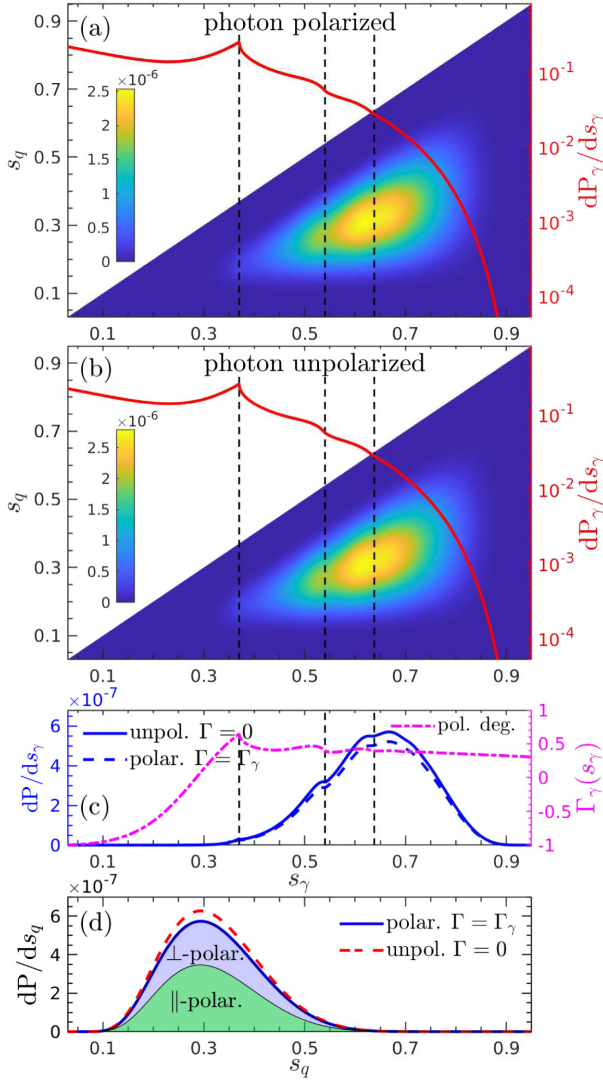 (a) photon polarized
×10^-6
2.5
2
1.5
1
0.5
0
0.9
0.7
0.5
0.3
0.1
s_q
10^-1
10^-2
10^-3
10^-4
dP_γ/ds_γ
0.1 0.3 0.5 0.7 0.9
(b) photon unpolarized
×10^-6
2.5
2
1.5
1
0.5
0
0.9
0.7
0.5
0.3
0.1
s_q
10^-1
10^-2
10^-3
10^-4
dP_γ/ds_γ
0.1 0.3 0.5 0.7 0.9
×10^-7
unpol. Γ = 0
polar. Γ = Γ_γ
pol. deg.
(c)
6
4
2
0
dP/ds_γ
1
0.5
0
-0.5
-1
Γ_γ(s_γ)
0.1 0.3 0.5 0.7 0.9
s_γ
×10^-7
(d)
polar. Γ = Γ_γ
unpol. Γ = 0
⊥-polar.
∥-polar.
6
4
2
0
dP/ds_q
0.1 0.3 0.5 0.7 0.9
s_q